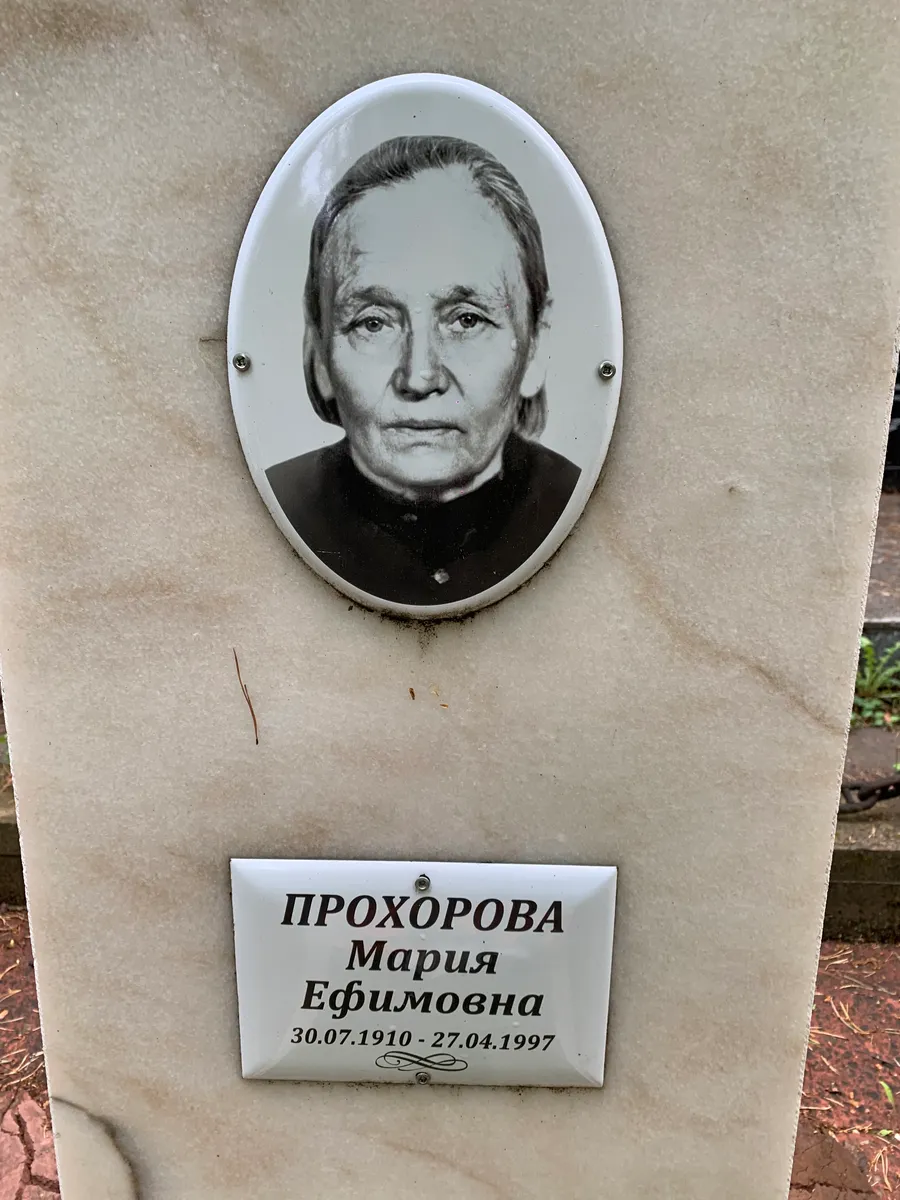 ПРОХОРОВА
Мария
Ефимовна
30.07.1910 - 27.04.1997